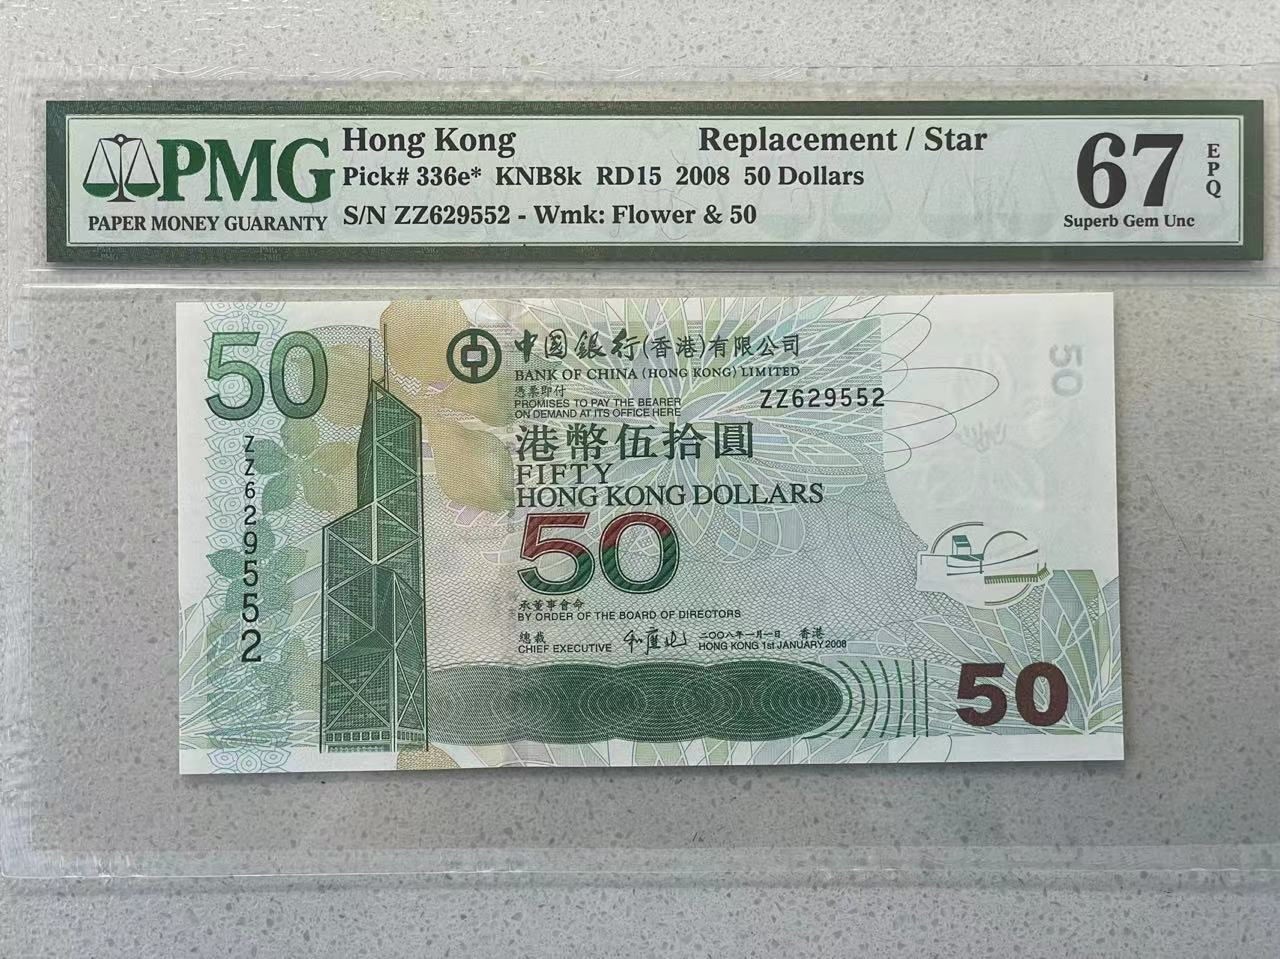 PMG
PAPER MONEY GUARANTY
Hong Kong Replacement / Star
Pick# 336e* KNB8k RD15 2008 50 Dollars
S/N ZZ629552 - Wmk: Flower & 50
67
EPQ
Superb Gem Unc
50
中國銀行(香港)有限公司
BANK OF CHINA (HONG KONG) LIMITED
憑票即付
PROMISES TO PAY THE BEARER
ON DEMAND AT ITS OFFICE HERE
ZZ629552
50
ZZ629552
港幣伍拾圓
FIFTY
HONG KONG DOLLARS
50
承董事會命
BY ORDER OF THE BOARD OF DIRECTORS
總裁
CHIEF EXECUTIVE
二〇〇八年一月一日 香港
HONG KONG 1st JANUARY 2008
50